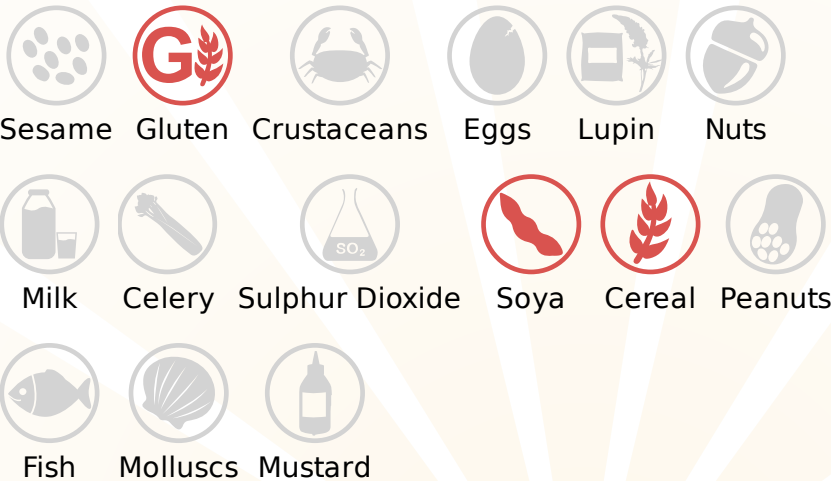 G
Sesame Gluten Crustaceans Eggs Lupin Nuts
SO₂
Milk Celery Sulphur Dioxide Soya Cereal Peanuts
Fish Molluscs Mustard